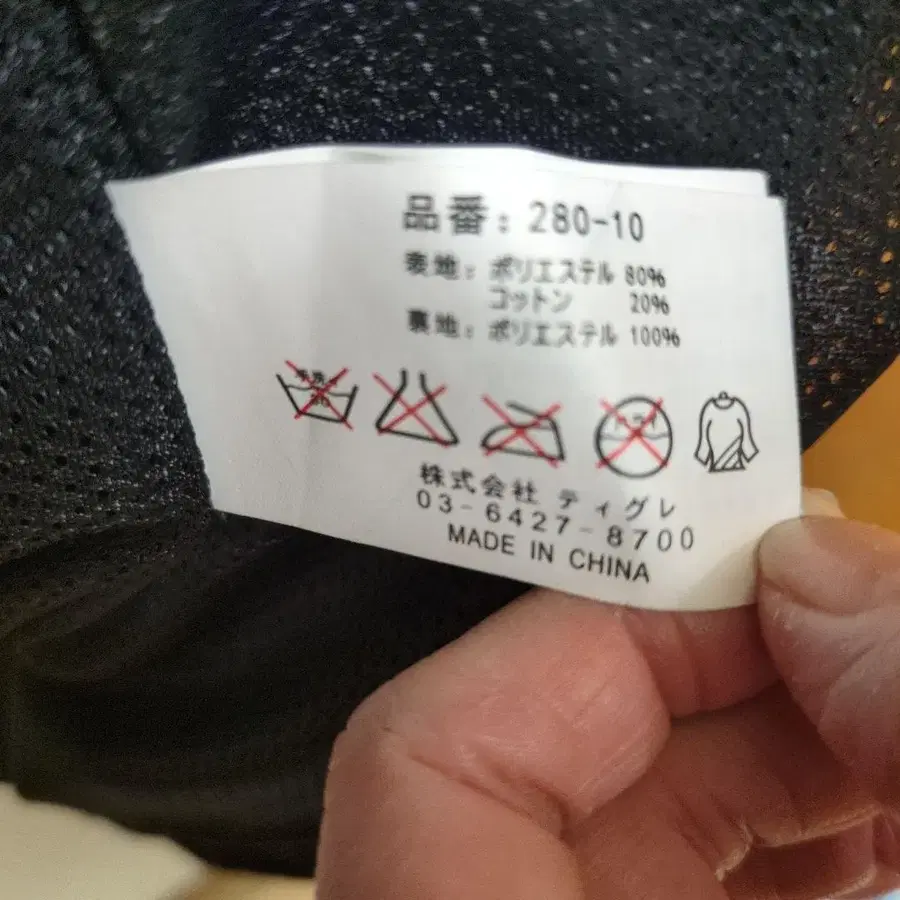 品番: 280-10
表地: ポリエステル 80%
コットン 20%
裏地: ポリエステル 100%
株式会社 ティグレ
03-6427-8700
MADE IN CHINA